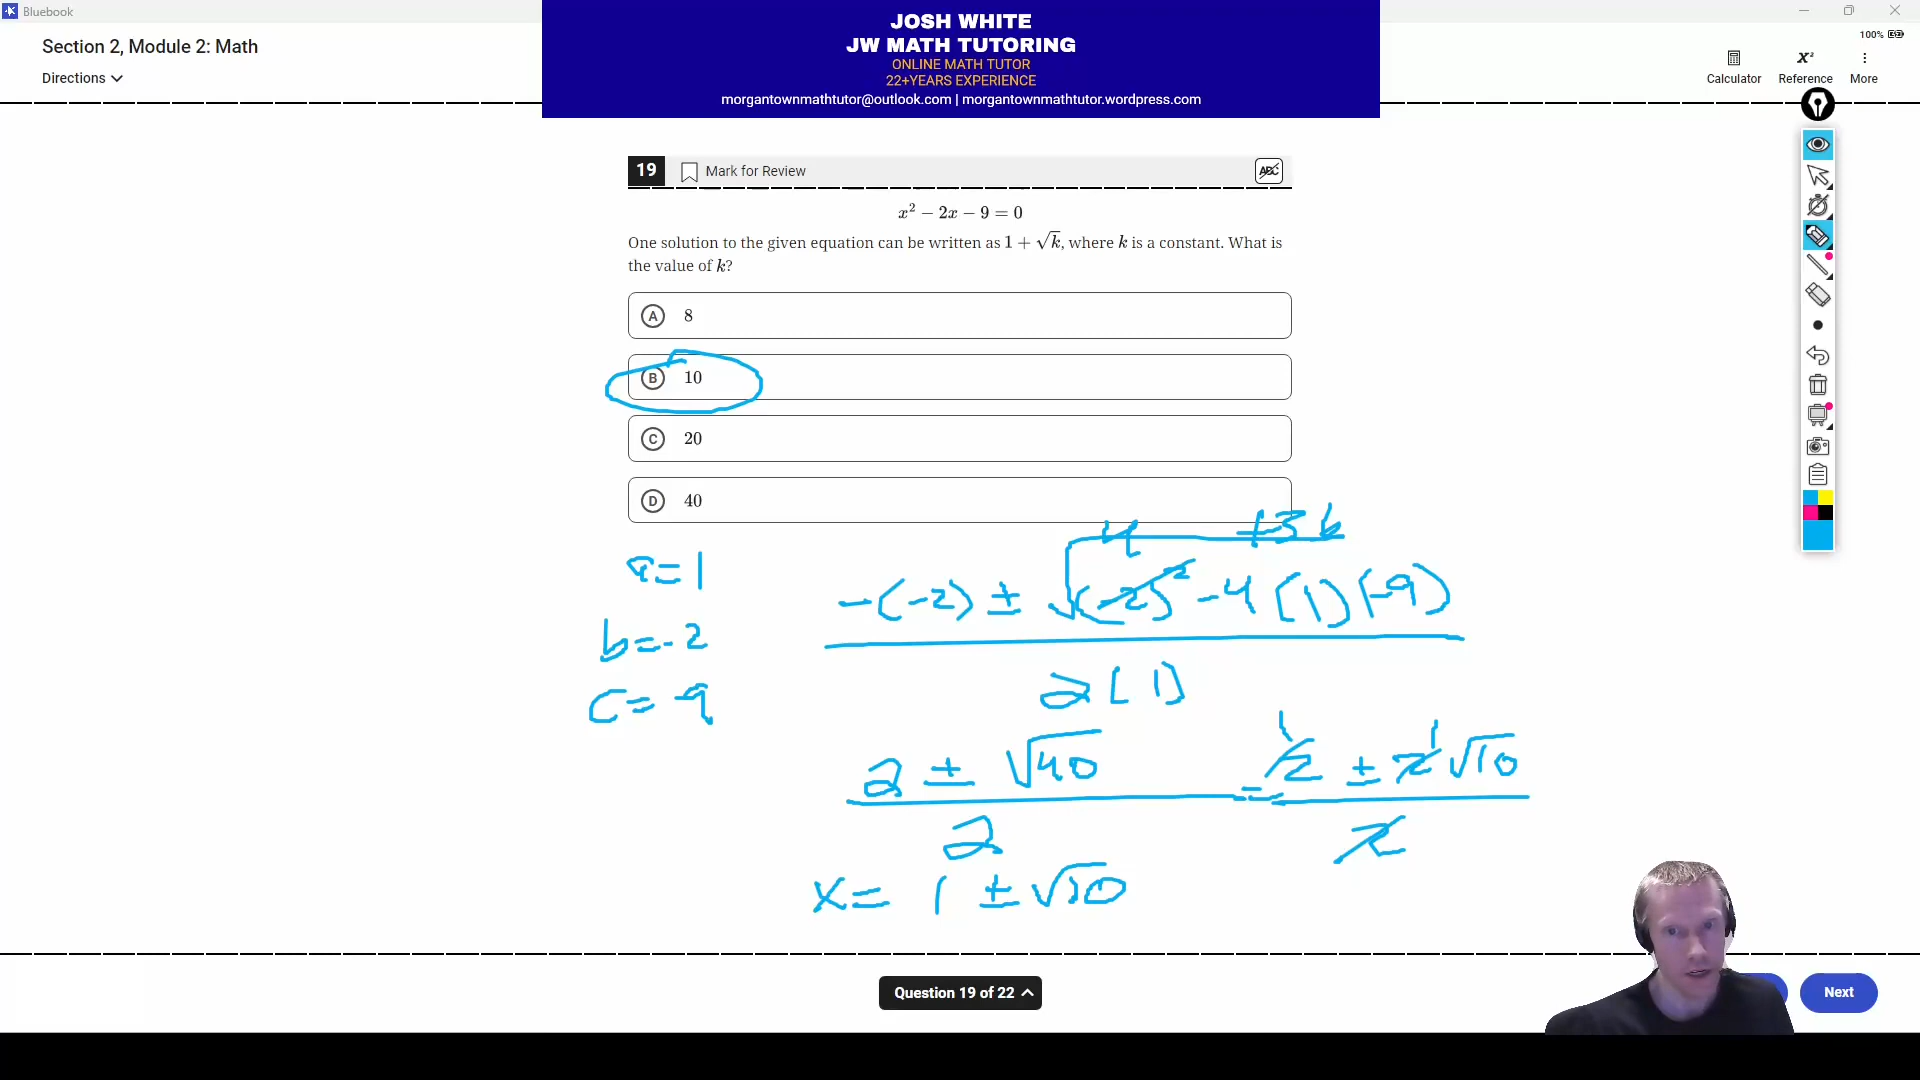 Bluebook
Section 2, Module 2: Math
Directions
JOSH WHITE
JW MATH TUTORING
ONLINE MATH TUTOR
22+YEARS EXPERIENCE
morgantownmathtutor@outlook.com | morgantownmathtutor.wordpress.com
100%
Calculator
Reference
More
19 Mark for Review ABC
x² − 2x − 9 = 0
One solution to the given equation can be written as 1 + √k, where k is a constant. What is
the value of k?
A 8
B 10
C 20
D 40
a=1
b=-2
c=-9
4 +36
-(-2) ± √(-2)² -4(1)(-9)
2(1)
2 ± √40 = 2 ± 2√10
1 1
2 2
x= 1 ± √10
Question 19 of 22
Next